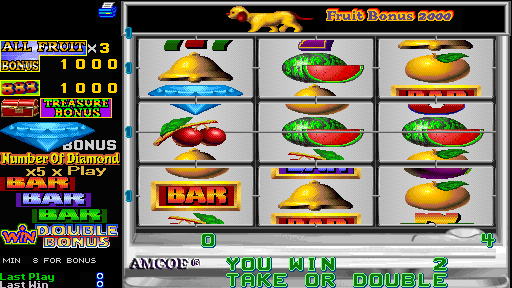 Fruit Bonus 2000
ALL FRUIT x 3
BONUS 1000
1000
TREASURE
BONUS
BONUS
Number Of Diamond
x5 x Play
BAR
BAR
BAR
WIN DOUBLE
BONUS
MIN 8 FOR BONUS
Last Play 0
Last Win 0
BAR
0 4
AMCOE
YOU WIN 2
TAKE OR DOUBLE